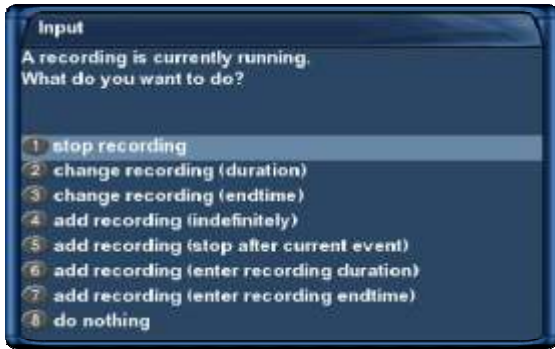 Input
A recording is currently running.
What do you want to do?
1 stop recording
2 change recording (duration)
3 change recording (endtime)
4 add recording (indefinitely)
5 add recording (stop after current event)
6 add recording (enter recording duration)
7 add recording (enter recording endtime)
8 do nothing